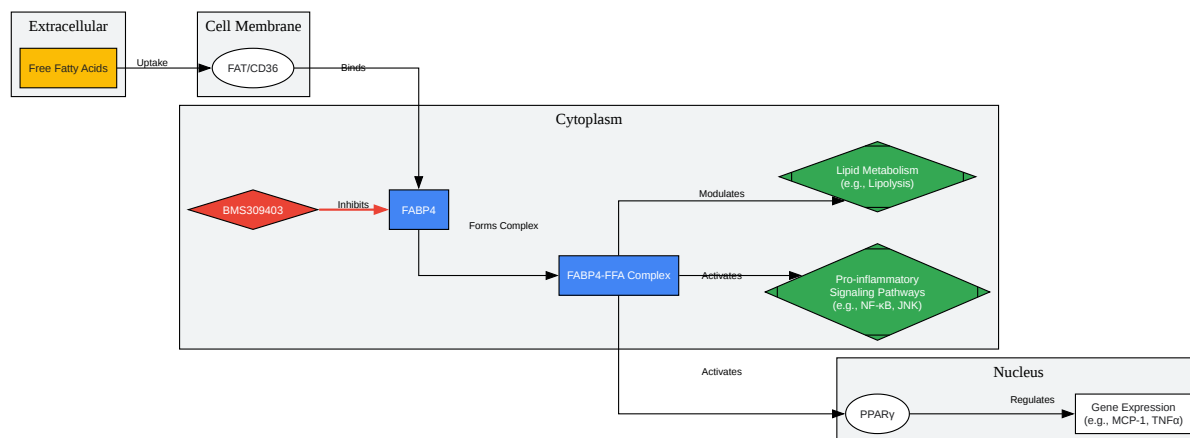 Extracellular
Free Fatty Acids
Uptake
Cell Membrane
FAT/CD36
Binds
Cytoplasm
BMS309403
Inhibits
FABP4
Forms Complex
FABP4-FFA Complex
Modulates
Lipid Metabolism
(e.g., Lipolysis)
Activates
Pro-inflammatory
Signaling Pathways
(e.g., NF-κB, JNK)
Activates
Nucleus
PPARγ
Regulates
Gene Expression
(e.g., MCP-1, TNFα)